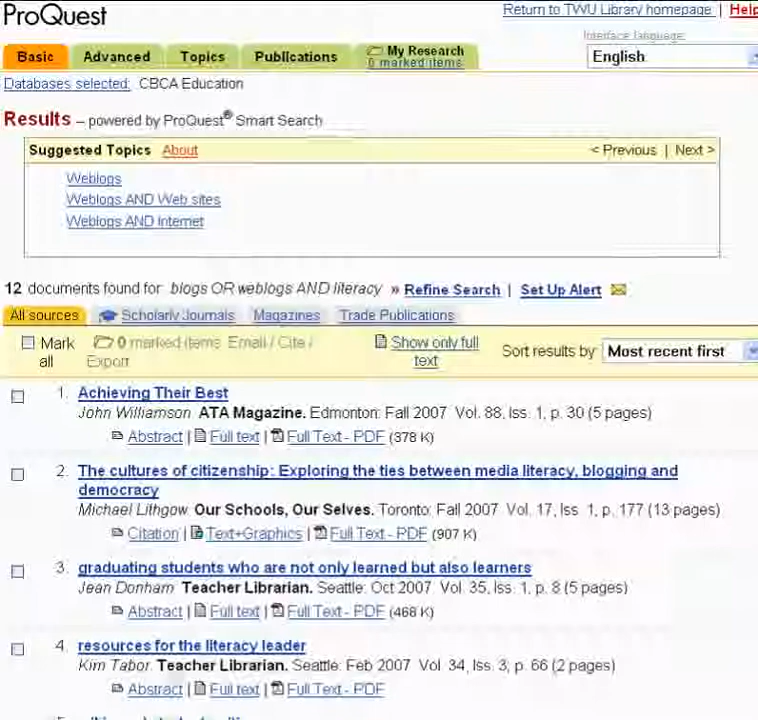 ProQuest
Return to TWU Library homepage | Help
Interface language:
Basic Advanced Topics Publications My Research
0 marked items
English
Databases selected: CBCA Education
Results – powered by ProQuest® Smart Search
Suggested Topics About < Previous | Next >
Weblogs
Weblogs AND Web sites
Weblogs AND Internet
12 documents found for: blogs OR weblogs AND literacy » Refine Search | Set Up Alert
All sources Scholarly Journals Magazines Trade Publications
Mark all 0 marked items: Email / Cite / Export Show only full text Sort results by: Most recent first
1. Achieving Their Best
John Williamson. ATA Magazine. Edmonton: Fall 2007. Vol. 88, Iss. 1; p. 30 (5 pages)
Abstract | Full text | Full Text - PDF (378 K)
2. The cultures of citizenship: Exploring the ties between media literacy, blogging and
democracy
Michael Lithgow. Our Schools, Our Selves. Toronto: Fall 2007. Vol. 17, Iss. 1; p. 177 (13 pages)
Citation | Text+Graphics | Full Text - PDF (907 K)
3. graduating students who are not only learned but also learners
Jean Donham. Teacher Librarian. Seattle: Oct 2007. Vol. 35, Iss. 1; p. 8 (5 pages)
Abstract | Full text | Full Text - PDF (468 K)
4. resources for the literacy leader
Kim Tabor. Teacher Librarian. Seattle: Feb 2007. Vol. 34, Iss. 3; p. 66 (2 pages)
Abstract | Full text | Full Text - PDF